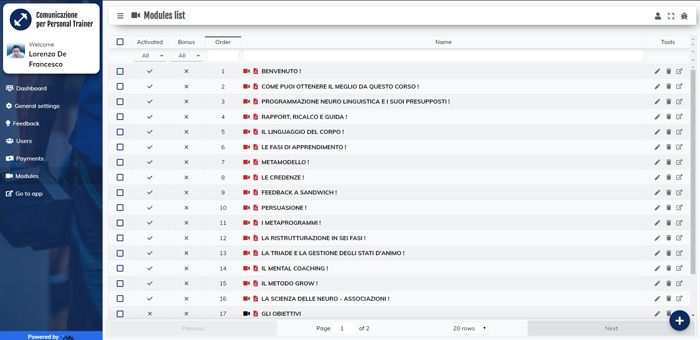 Comunicazione
per Personal Trainer
Welcome
Lorenzo De
Francesco
Dashboard
General settings
Feedback
Users
Payments
Modules
Go to app
Powered by
Modules list
Activated Bonus Order Name Tools
All All
1 BENVENUTO !
2 COME PUOI OTTENERE IL MEGLIO DA QUESTO CORSO !
3 PROGRAMMAZIONE NEURO LINGUISTICA E I SUOI PRESUPPOSTI !
4 RAPPORT, RICALCO E GUIDA !
5 IL LINGUAGGIO DEL CORPO !
6 LE FASI DI APPRENDIMENTO !
7 METAMODELLO !
8 LE CREDENZE !
9 FEEDBACK A SANDWICH !
10 PERSUASIONE !
11 I METAPROGRAMMI !
12 LA RISTRUTTURAZIONE IN SEI FASI !
13 LA TRIADE E LA GESTIONE DEGLI STATI D'ANIMO !
14 IL MENTAL COACHING !
15 IL METODO GROW !
16 LA SCIENZA DELLE NEURO - ASSOCIAZIONI !
17 GLI OBIETTIVI
Previous Page 1 of 2 20 rows Next